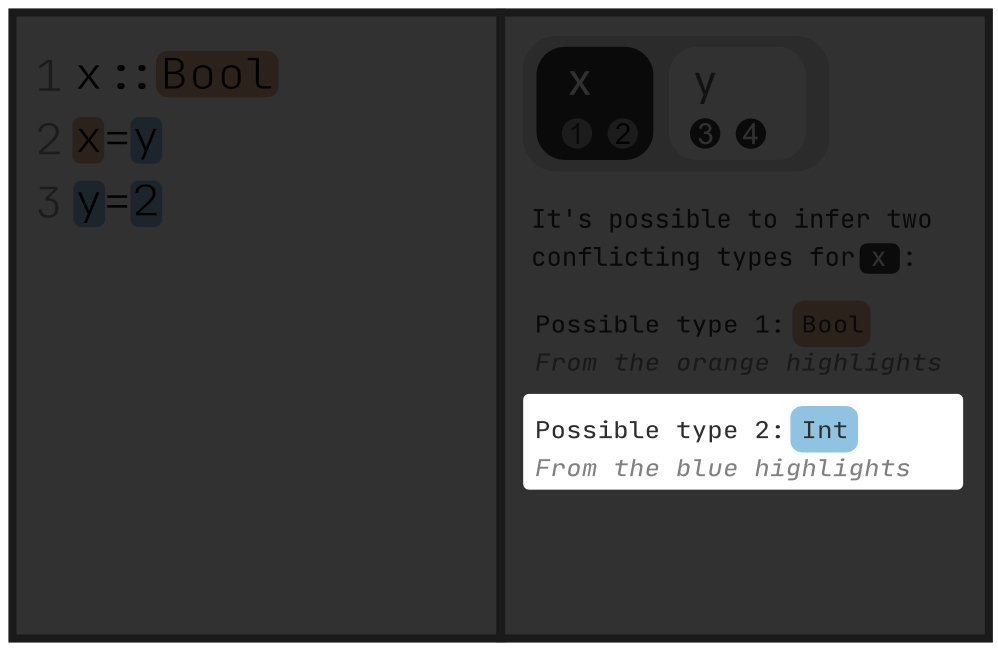 1 x::Bool
2 x=y
3 y=2
x y
1 2 3 4
It's possible to infer two
conflicting types for x :
Possible type 1: Bool
From the orange highlights
Possible type 2: Int
From the blue highlights